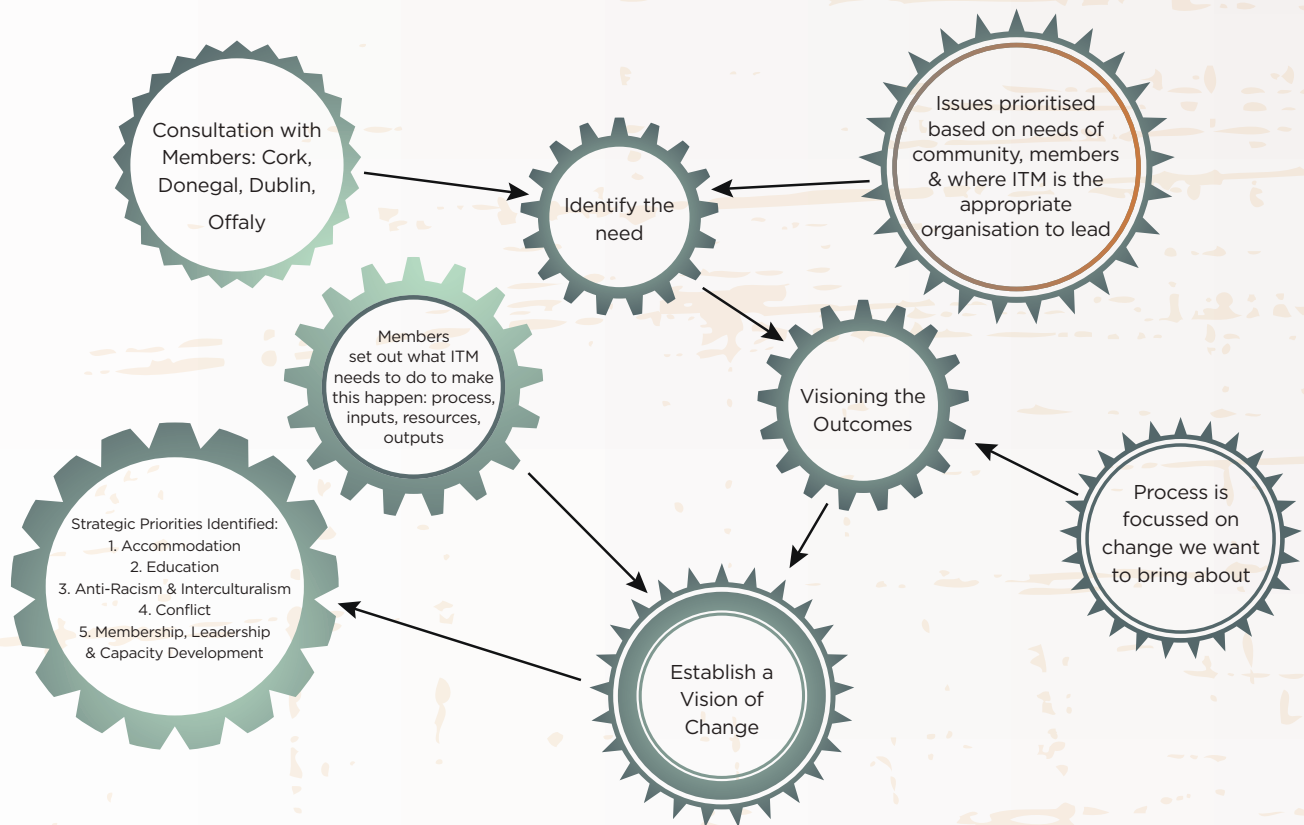 Consultation with
Members: Cork,
Donegal, Dublin,
Offaly
Identify the
need
Issues prioritised
based on needs of
community, members
& where ITM is the
appropriate
organisation to lead
Members
set out what ITM
needs to do to make
this happen: process,
inputs, resources,
outputs
Visioning the
Outcomes
Process is
focussed on
change we want
to bring about
Strategic Priorities Identified:
1. Accommodation
2. Education
3. Anti-Racism & Interculturalism
4. Conflict
5. Membership, Leadership
& Capacity Development
Establish a
Vision of
Change